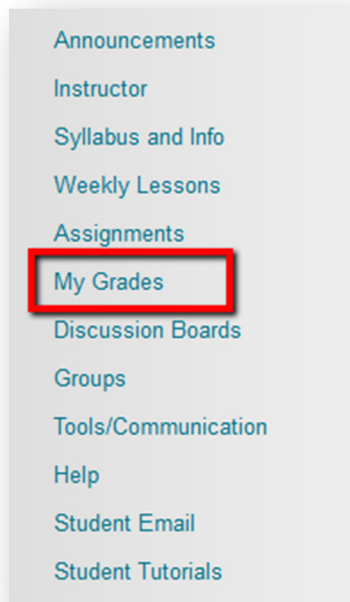 Announcements
Instructor
Syllabus and Info
Weekly Lessons
Assignments
My Grades
Discussion Boards
Groups
Tools/Communication
Help
Student Email
Student Tutorials